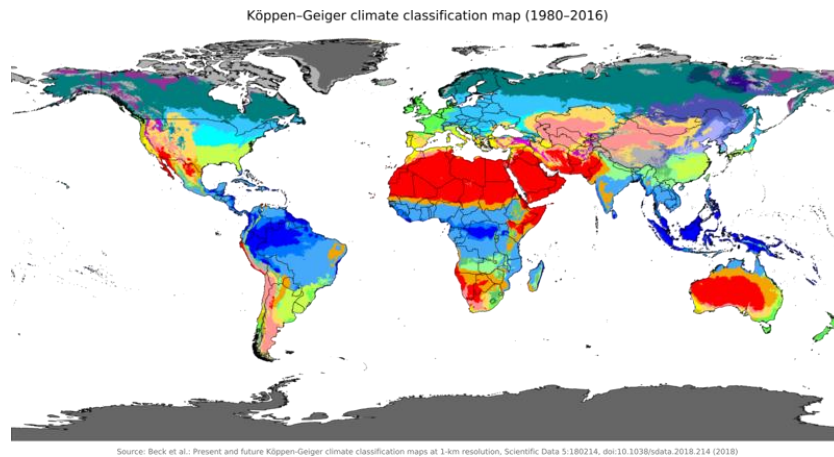 Köppen–Geiger climate classification map (1980–2016)
Source: Beck et al.: Present and future Köppen-Geiger climate classification maps at 1-km resolution, Scientific Data 5:180214, doi:10.1038/sdata.2018.214 (2018)